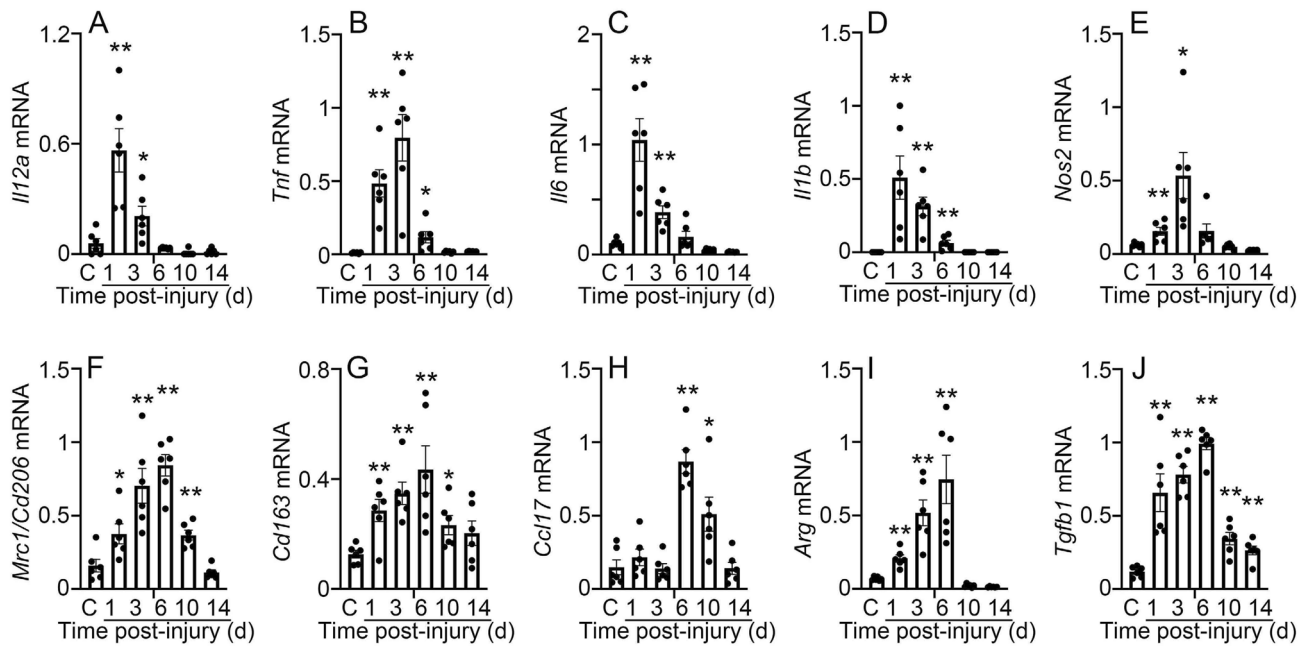 A
Il12a mRNA
1.2
0.6
0
** *
C 1 3 6 10 14
Time post-injury (d)
B
Tnf mRNA
1.5
1
0.5
0
** ** *
C 1 3 6 10 14
Time post-injury (d)
C
Il6 mRNA
2
1
0
** **
C 1 3 6 10 14
Time post-injury (d)
D
Il1b mRNA
1.5
1
0.5
0
** ** **
C 1 3 6 10 14
Time post-injury (d)
E
Nos2 mRNA
1.5
1
0.5
0
** *
C 1 3 6 10 14
Time post-injury (d)
F
Mrc1/Cd206 mRNA
1.5
1
0.5
0
* ** ** **
C 1 3 6 10 14
Time post-injury (d)
G
Cd163 mRNA
0.8
0.4
0
** ** ** *
C 1 3 6 10 14
Time post-injury (d)
H
Ccl17 mRNA
1.5
1
0.5
0
** *
C 1 3 6 10 14
Time post-injury (d)
I
Arg mRNA
1.5
1
0.5
0
** ** **
C 1 3 6 10 14
Time post-injury (d)
J
Tgfb1 mRNA
1.5
1
0.5
0
** ** ** ** **
C 1 3 6 10 14
Time post-injury (d)